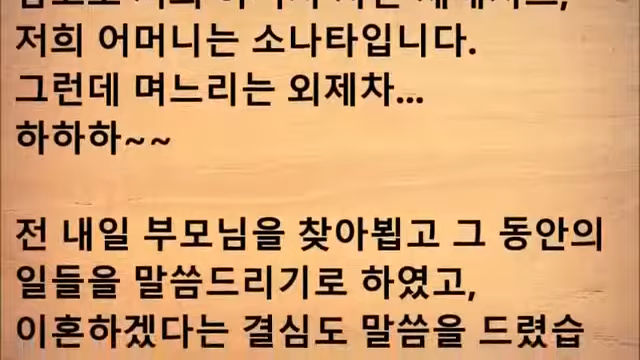 저희 어머니는 소나타입니다.
그런데 며느리는 외제차...
하하하~~
전 내일 부모님을 찾아뵙고 그 동안의
일들을 말씀드리기로 하였고,
이혼하겠다는 결심도 말씀을 드렸습